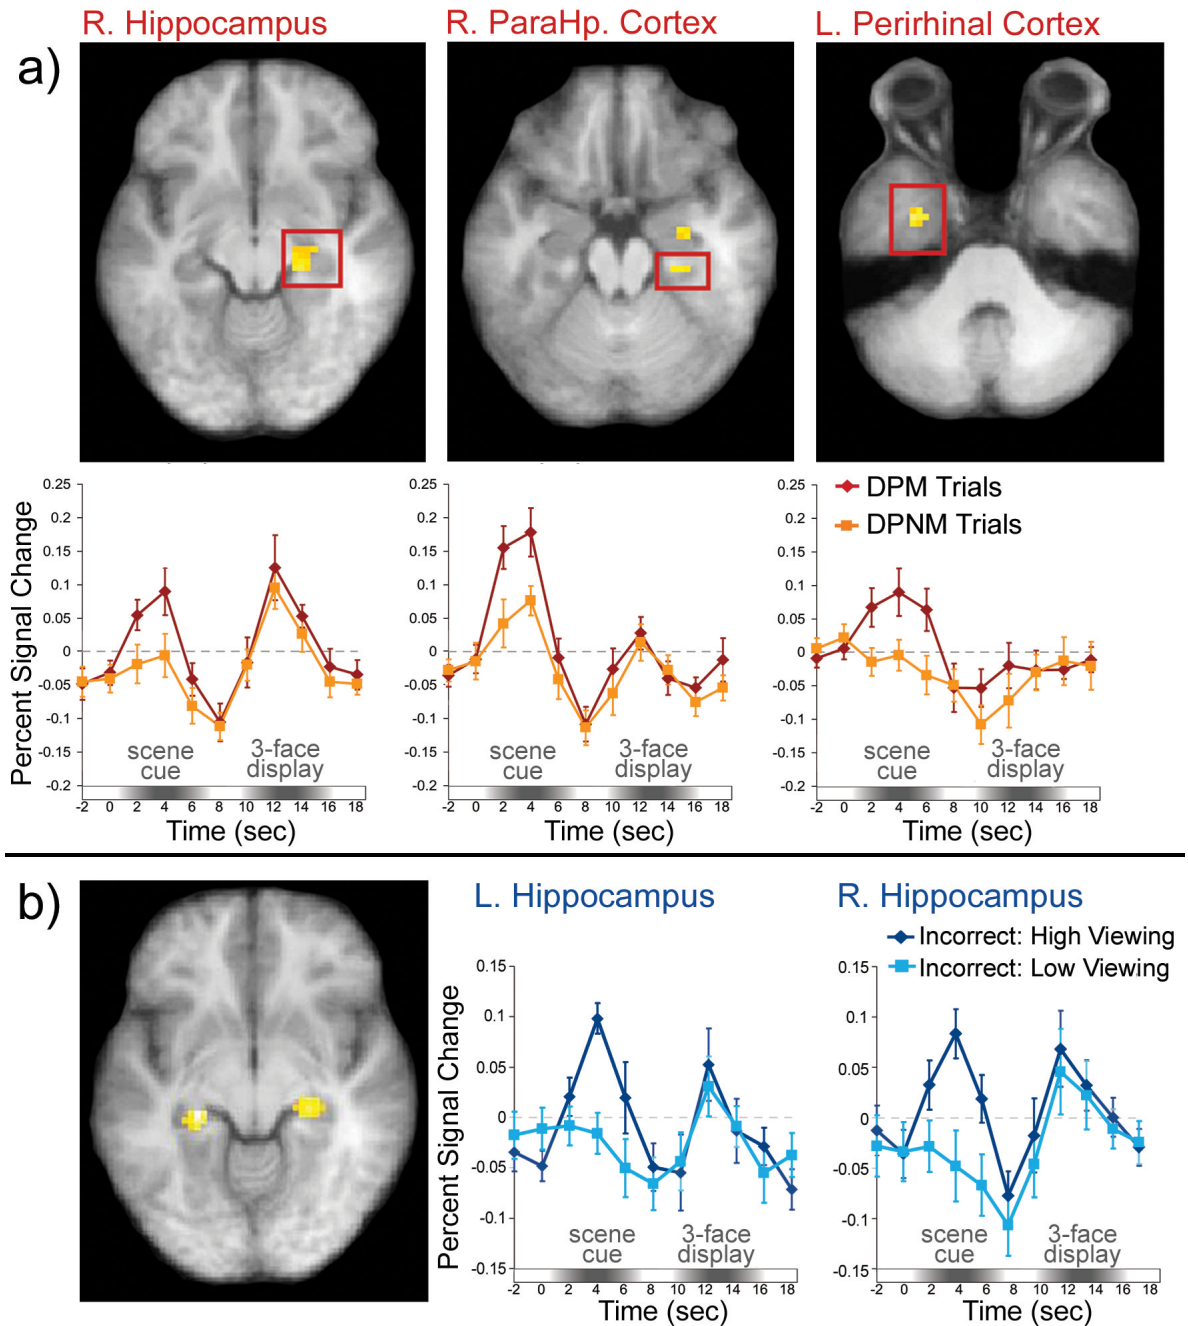 a)
R. Hippocampus
R. ParaHp. Cortex
L. Perirhinal Cortex
Percent Signal Change
0.25
0.2
0.15
0.1
0.05
0
-0.05
-0.1
-0.15
-0.2
scene
cue
3-face
display
-2 0 2 4 6 8 10 12 14 16 18
Time (sec)
0.25
0.2
0.15
0.1
0.05
0
-0.05
-0.1
-0.15
-0.2
scene
cue
3-face
display
-2 0 2 4 6 8 10 12 14 16 18
Time (sec)
DPM Trials
DPNM Trials
0.25
0.2
0.15
0.1
0.05
0
-0.05
-0.1
-0.15
-0.2
scene
cue
3-face
display
-2 0 2 4 6 8 10 12 14 16 18
Time (sec)
b)
L. Hippocampus
Percent Signal Change
0.15
0.1
0.05
0
-0.05
-0.1
-0.15
scene
cue
3-face
display
-2 0 2 4 6 8 10 12 14 16 18
Time (sec)
R. Hippocampus
Incorrect: High Viewing
Incorrect: Low Viewing
0.15
0.1
0.05
0
-0.05
-0.1
-0.15
scene
cue
3-face
display
-2 0 2 4 6 8 10 12 14 16 18
Time (sec)